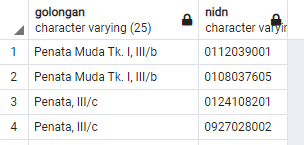 golongan nidn
character varying (25) character varyin
1 Penata Muda Tk. I, III/b 0112039001
2 Penata Muda Tk. I, III/b 0108037605
3 Penata, III/c 0124108201
4 Penata, III/c 0927028002